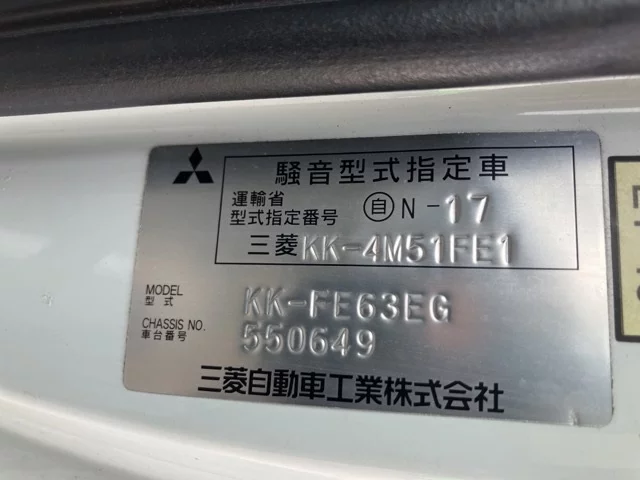 騒音型式指定車
運輸省
型式指定番号 自 N-17
三菱 KK-4M51FE1
MODEL
型式 KK-FE63EG
CHASSIS NO.
車台番号 550649
三菱自動車工業株式会社